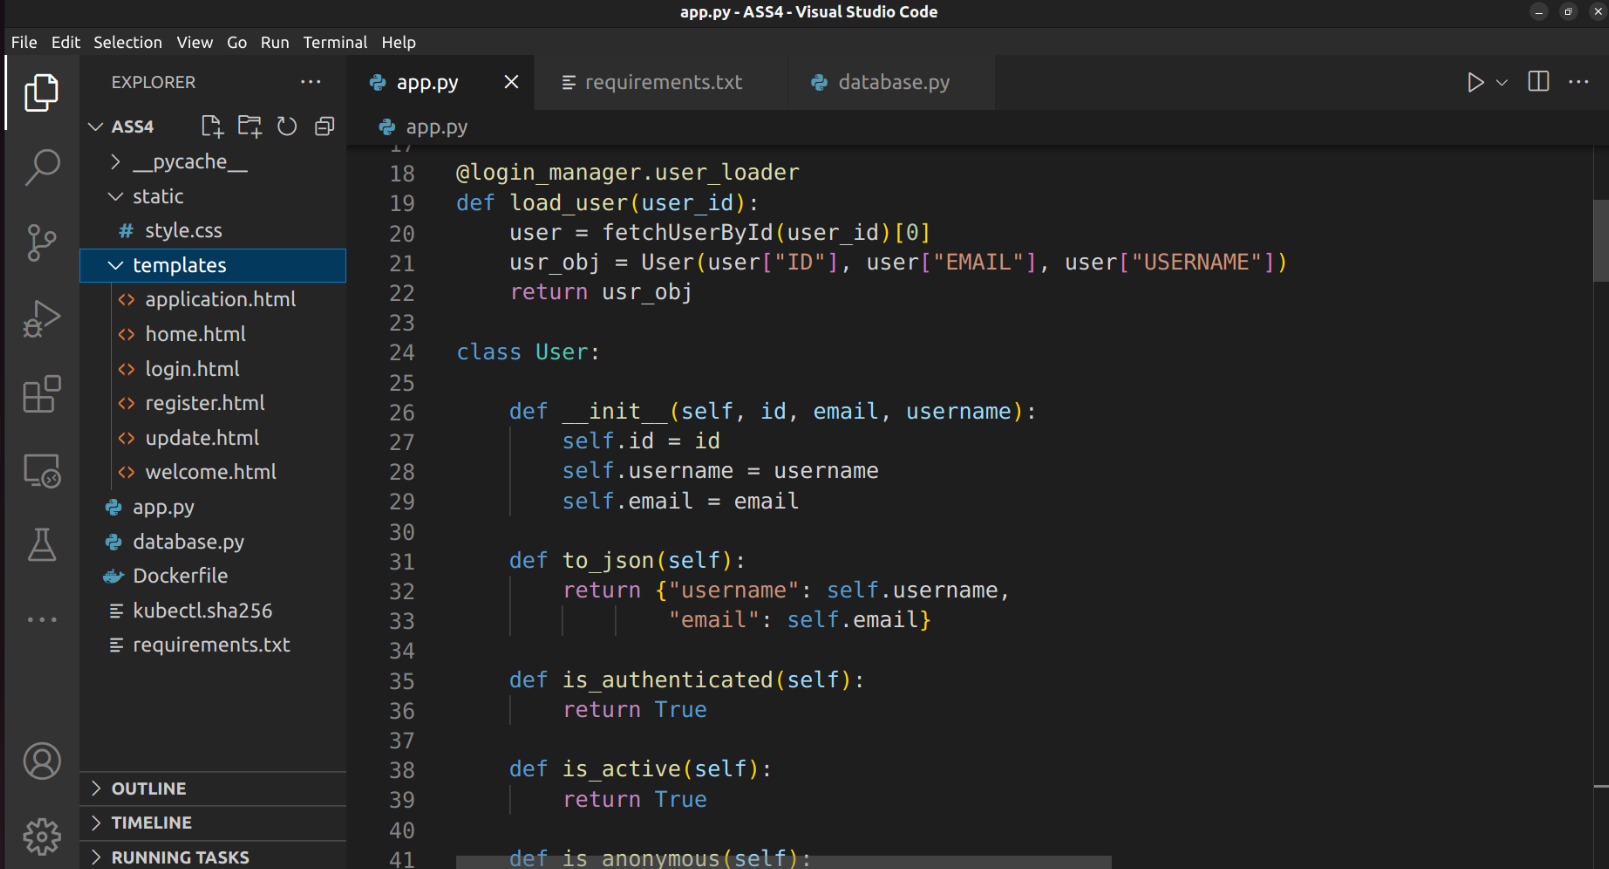 app.py - ASS4 - Visual Studio Code
File Edit Selection View Go Run Terminal Help
EXPLORER
ASS4
__pycache__
static
style.css
templates
application.html
home.html
login.html
register.html
update.html
welcome.html
app.py
database.py
Dockerfile
kubectl.sha256
requirements.txt
OUTLINE
TIMELINE
RUNNING TASKS
app.py requirements.txt database.py
app.py
17
18 @login_manager.user_loader
19 def load_user(user_id):
20 user = fetchUserById(user_id)[0]
21 usr_obj = User(user["ID"], user["EMAIL"], user["USERNAME"])
22 return usr_obj
23
24 class User:
25
26 def __init__(self, id, email, username):
27 self.id = id
28 self.username = username
29 self.email = email
30
31 def to_json(self):
32 return {"username": self.username,
33 "email": self.email}
34
35 def is_authenticated(self):
36 return True
37
38 def is_active(self):
39 return True
40
41 def is_anonymous(self):